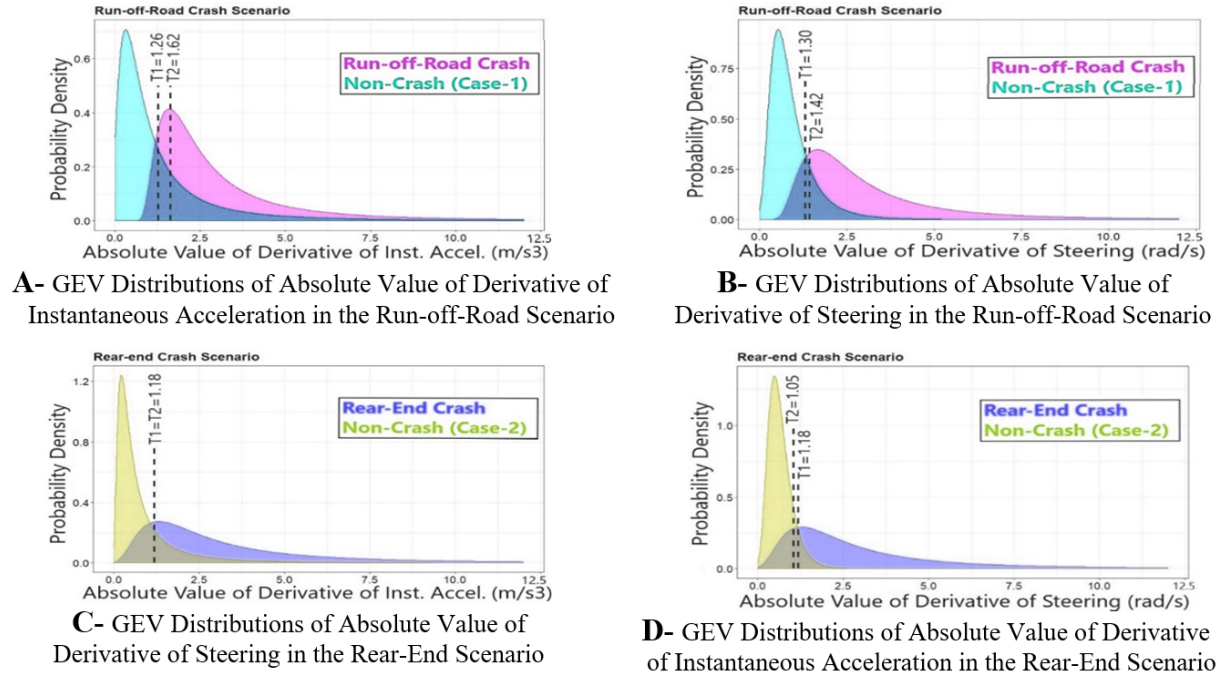 Run-off-Road Crash Scenario
Probability Density
0.6
0.4
0.2
0.0
T1=1.26
T2=1.62
Run-off-Road Crash
Non-Crash (Case-1)
0.0 2.5 5.0 7.5 10.0 12.5
Absolute Value of Derivative of Inst. Accel. (m/s3)
A- GEV Distributions of Absolute Value of Derivative of
Instantaneous Acceleration in the Run-off-Road Scenario
Run-off-Road Crash Scenario
Probability Density
0.75
0.50
0.25
0.00
T1=1.30
T2=1.42
Run-off-Road Crash
Non-Crash (Case-1)
0.0 2.5 5.0 7.5 10.0 12.5
Absolute Value of Derivative of Steering (rad/s)
B- GEV Distributions of Absolute Value of
Derivative of Steering in the Run-off-Road Scenario
Rear-end Crash Scenario
Probability Density
1.2
0.8
0.4
0.0
T1=T2=1.18
Rear-End Crash
Non-Crash (Case-2)
0.0 2.5 5.0 7.5 10.0 12.5
Absolute Value of Derivative of Inst. Accel. (m/s3)
C- GEV Distributions of Absolute Value of
Derivative of Steering in the Rear-End Scenario
Rear-end Crash Scenario
Probability Density
1.0
0.5
0.0
T2=1.05
T1=1.18
Rear-End Crash
Non-Crash (Case-2)
0.0 2.5 5.0 7.5 10.0 12.5
Absolute Value of Derivative of Steering (rad/s)
D- GEV Distributions of Absolute Value of Derivative
of Instantaneous Acceleration in the Rear-End Scenario